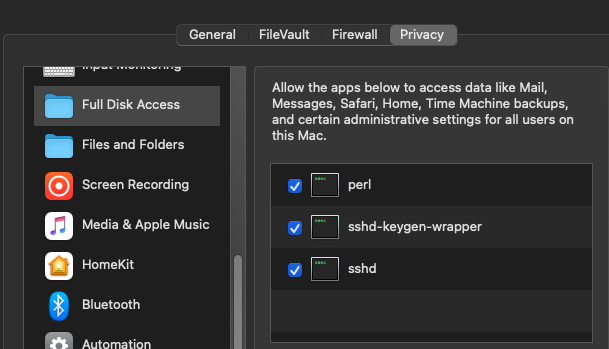 General FileVault Firewall Privacy
Input Monitoring
Full Disk Access
Files and Folders
Screen Recording
Media & Apple Music
HomeKit
Bluetooth
Automation
Allow the apps below to access data like Mail,
Messages, Safari, Home, Time Machine backups,
and certain administrative settings for all users on
this Mac.
perl
sshd-keygen-wrapper
sshd